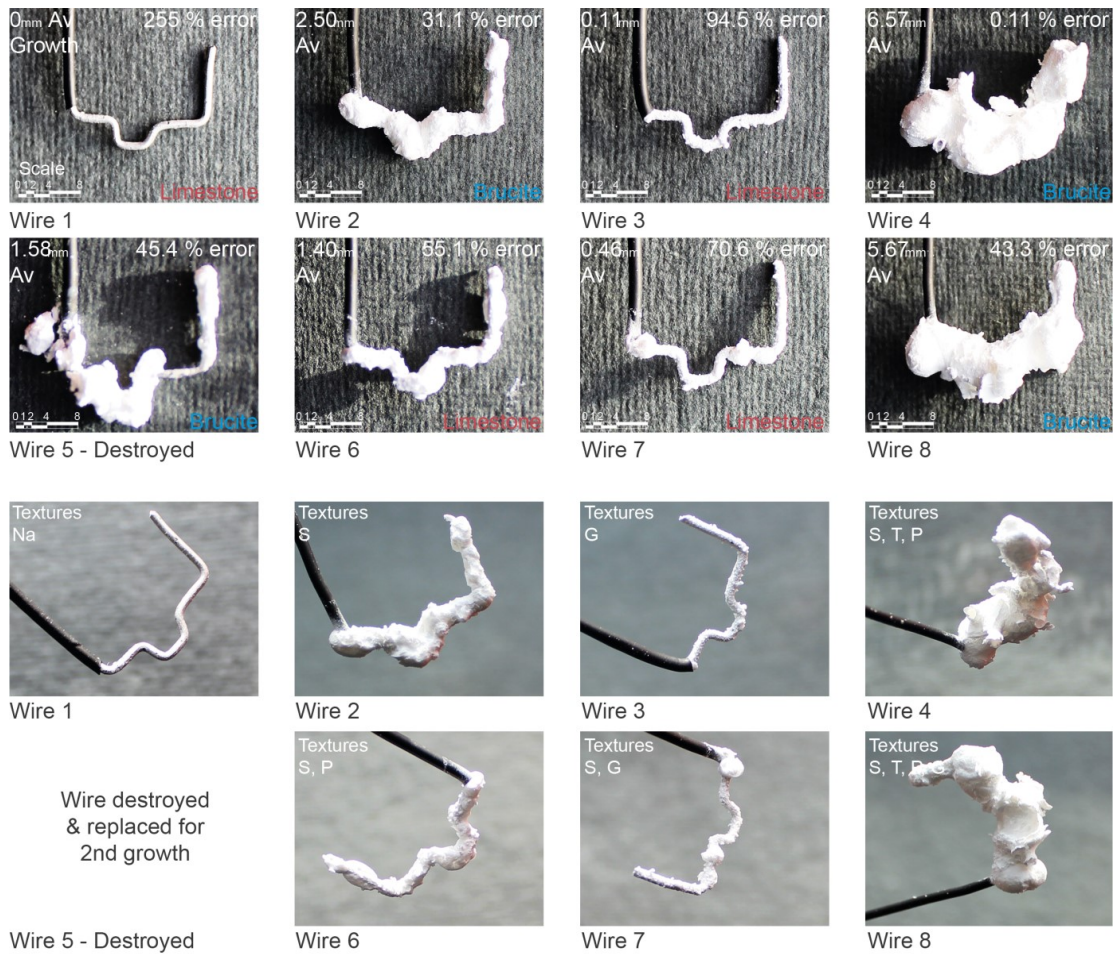 0mm Av 255 % error
Growth
Scale
0 1 2 4 8
Limestone
Wire 1
2.50mm 31.1 % error
Av
0 1 2 4 8
Brucite
Wire 2
0.11mm 94.5 % error
Av
0 1 2 4 8
Limestone
Wire 3
6.57mm 0.11 % error
Av
0 1 2 4 8
Brucite
Wire 4
1.58mm 45.4 % error
Av
0 1 2 4 8
Brucite
Wire 5 - Destroyed
1.40mm 55.1 % error
Av
0 1 2 4 8
Limestone
Wire 6
0.46mm 70.6 % error
Av
0 1 2 4 8
Limestone
Wire 7
5.67mm 43.3 % error
Av
0 1 2 4 8
Brucite
Wire 8
Textures
Na
Wire 1
Textures
S
Wire 2
Textures
G
Wire 3
Textures
S, T, P
Wire 4
Wire destroyed
& replaced for
2nd growth
Wire 5 - Destroyed
Textures
S, P
Wire 6
Textures
S, G
Wire 7
Textures
S, T, P, G
Wire 8